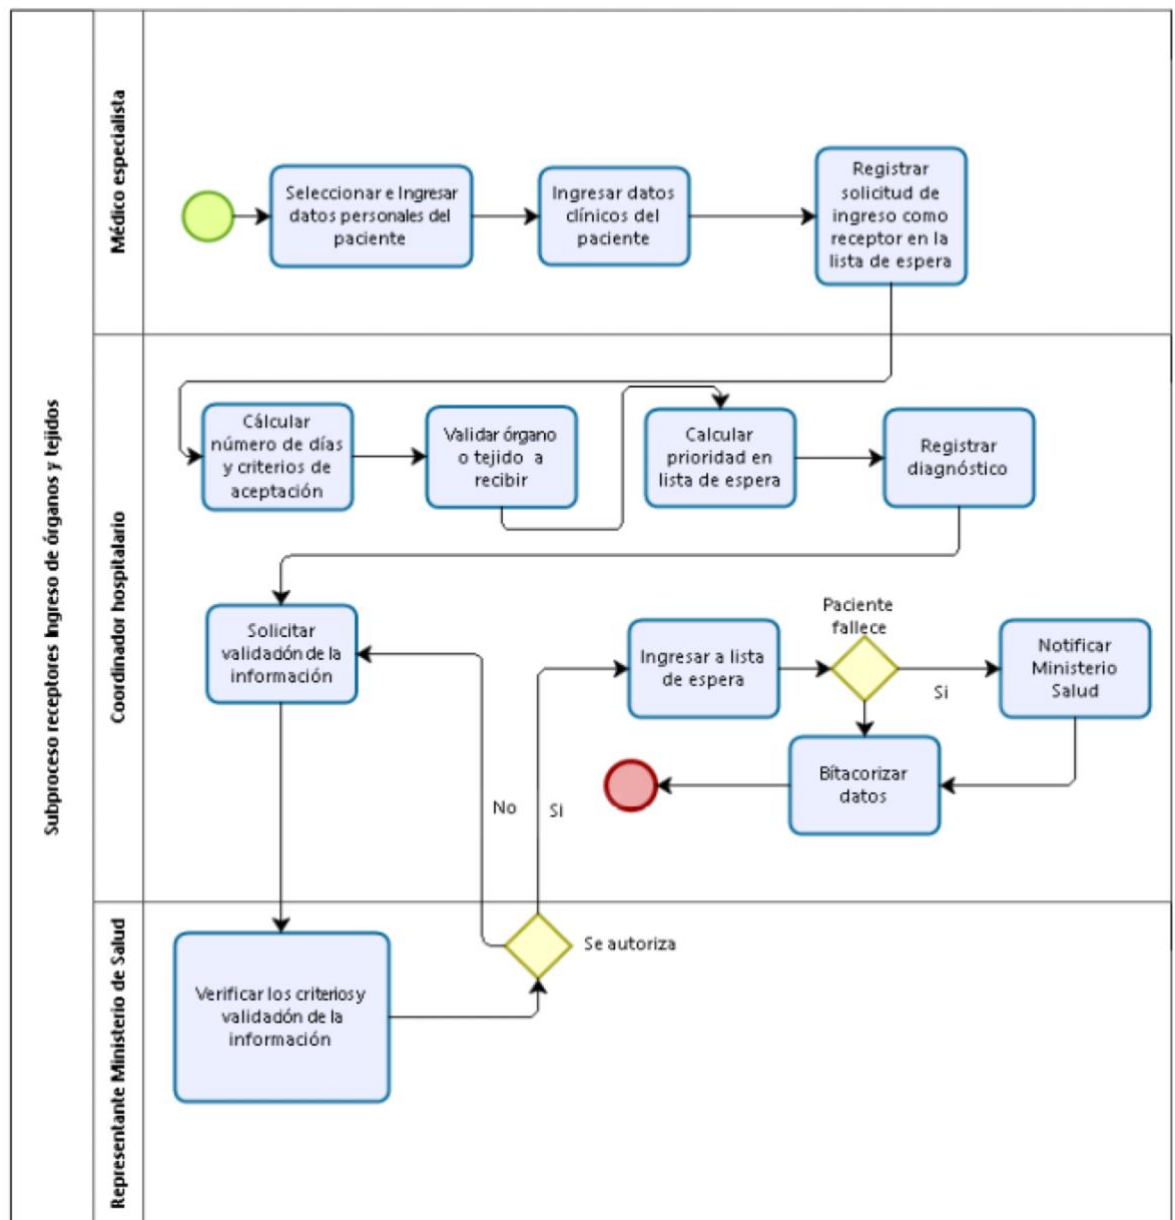 Subproceso receptores Ingreso de órganos y tejidos
Médico especialista
Seleccionar e Ingresar
datos personales del
paciente
Ingresar datos
clínicos del
paciente
Registrar
solicitud de
ingreso como
receptor en la
lista de espera
Coordinador hospitalario
Cálcular
número de días
y criterios de
aceptación
Validar órgano
o tejido a
recibir
Calcular
prioridad en
lista de espera
Registrar
diagnóstico
Solicitar
validación de la
información
Ingresar a lista
de espera
Paciente
fallece
Si
Notificar
Ministerio
Salud
Bítacorizar
datos
No
Si
Representante Ministerio de Salud
Verificar los criterios y
validación de la
información
Se autoriza